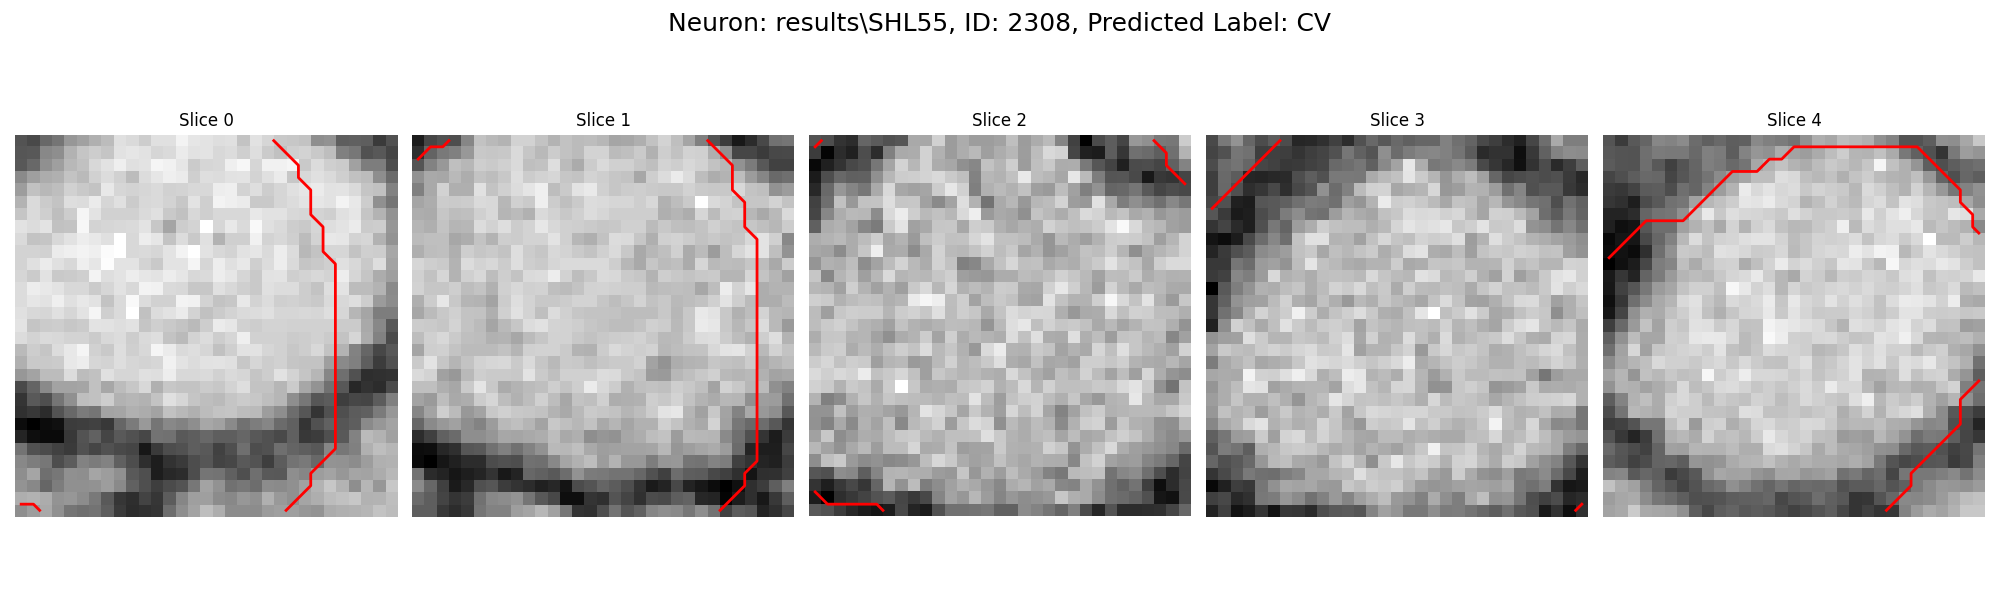 Neuron: results\SHL55, ID: 2308, Predicted Label: CV
Slice 0
Slice 1
Slice 2
Slice 3
Slice 4